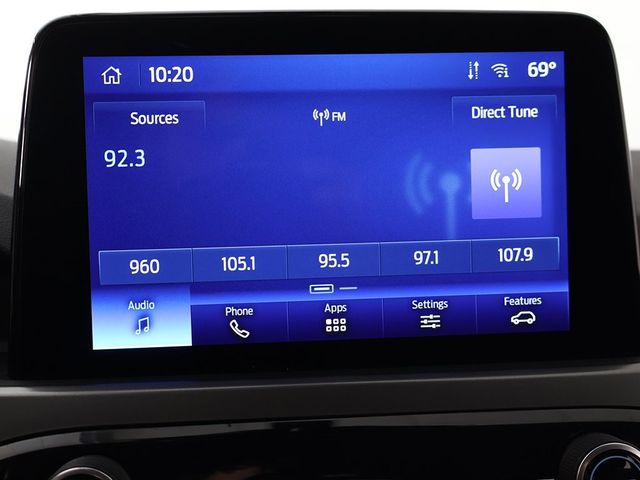 10:20 69°
Sources FM Direct Tune
92.3
960 105.1 95.5 97.1 107.9
Audio Phone Apps Settings Features